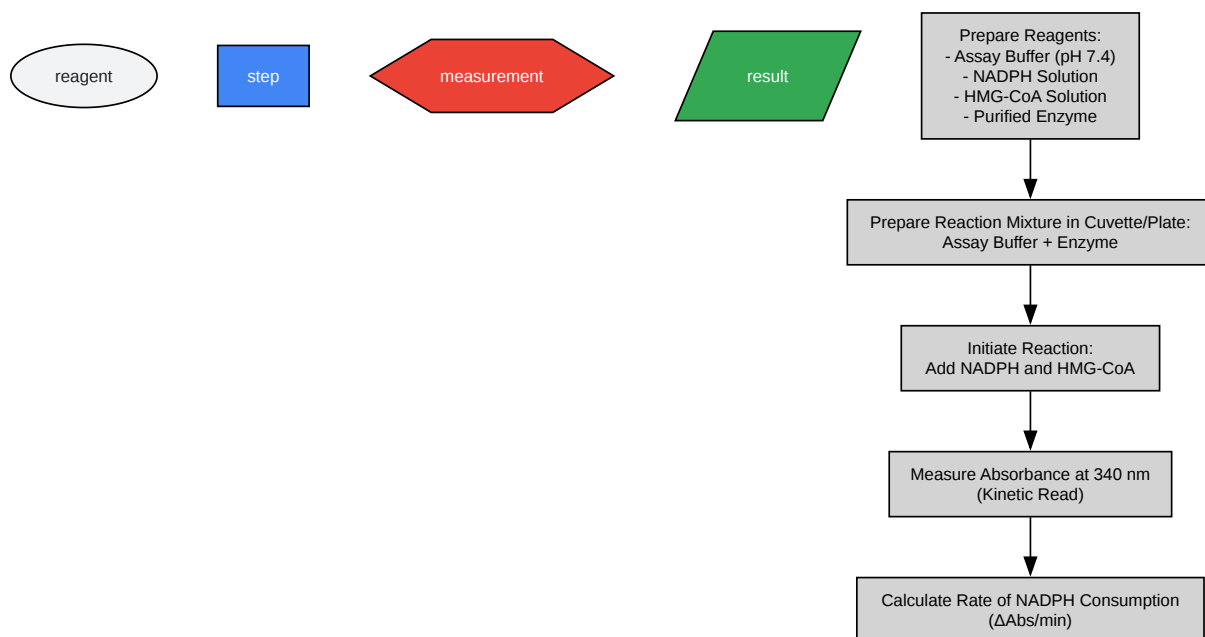 reagent
step
measurement
result
Prepare Reagents:
- Assay Buffer (pH 7.4)
- NADPH Solution
- HMG-CoA Solution
- Purified Enzyme
Prepare Reaction Mixture in Cuvette/Plate:
Assay Buffer + Enzyme
Initiate Reaction:
Add NADPH and HMG-CoA
Measure Absorbance at 340 nm
(Kinetic Read)
Calculate Rate of NADPH Consumption
(ΔAbs/min)